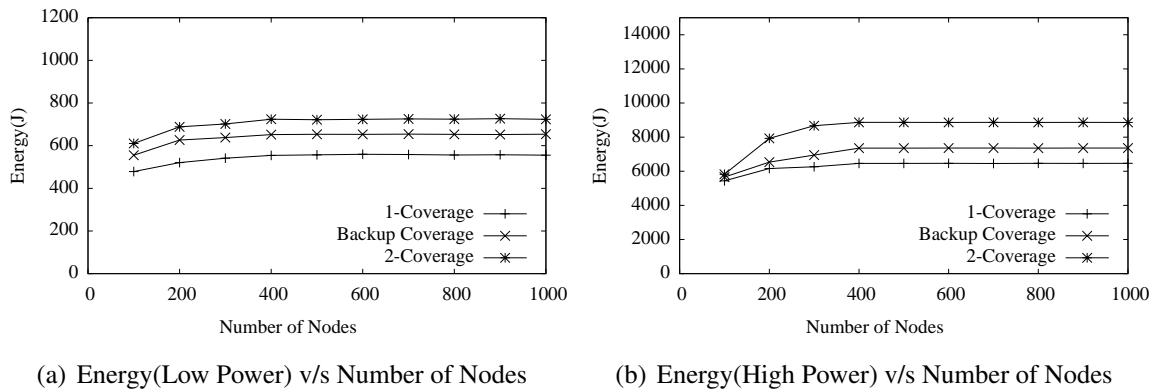 1200
1000
800
600
400
200
0
Energy(J)
1-Coverage
Backup Coverage
2-Coverage
0 200 400 600 800 1000
Number of Nodes
(a) Energy(Low Power) v/s Number of Nodes
14000
12000
10000
8000
6000
4000
2000
0
Energy(J)
1-Coverage
Backup Coverage
2-Coverage
0 200 400 600 800 1000
Number of Nodes
(b) Energy(High Power) v/s Number of Nodes